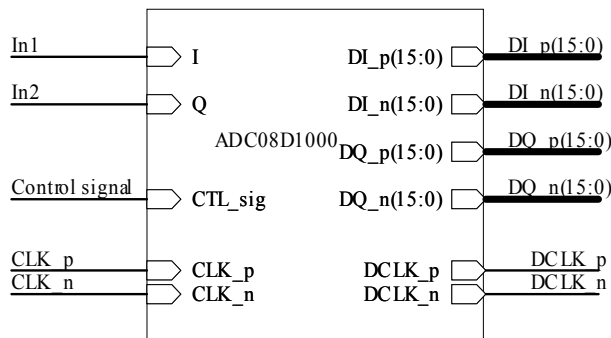 In1 I DI_p(15:0) DI_p(15:0)
In2 Q DI_n(15:0) DI_n(15:0)
ADC08D1000 DQ_p(15:0) DQ_p(15:0)
Control signal CTL_sig DQ_n(15:0) DQ_n(15:0)
CLK_p CLK_p DCLK_p DCLK_p
CLK_n CLK_n DCLK_n DCLK_n